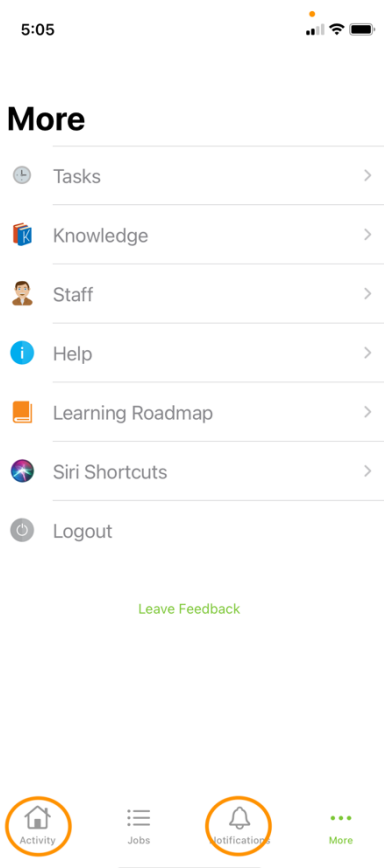 5:05
More
Tasks
Knowledge
Staff
Help
Learning Roadmap
Siri Shortcuts
Logout
Leave Feedback
Activity
Jobs
Notifications
More